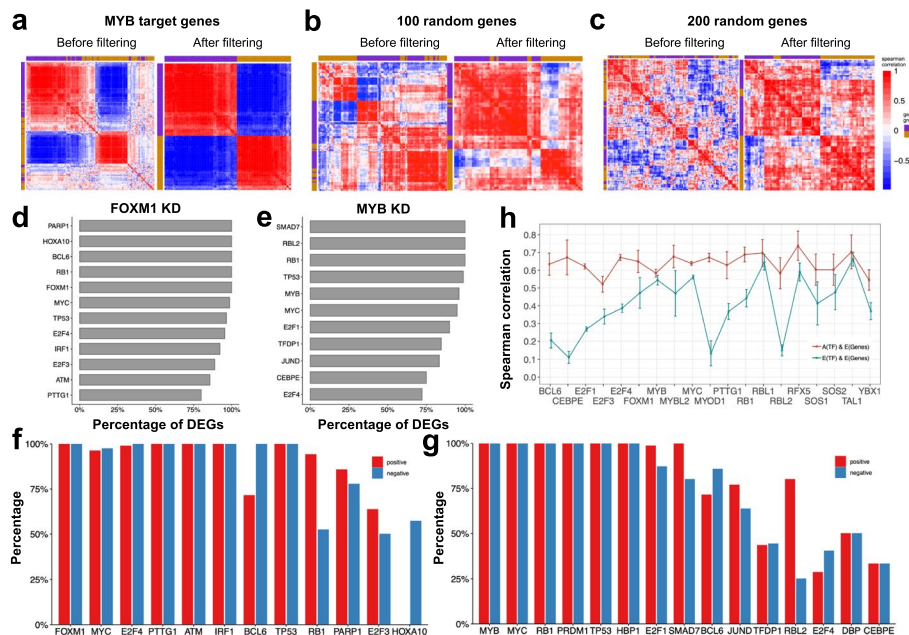 a
MYB target genes
Before filtering
After filtering
b
100 random genes
Before filtering
After filtering
c
200 random genes
Before filtering
After filtering
spearman
correlation
1
0.5
0
−0.5
d
FOXM1 KD
PARP1
HOXA10
BCL6
RB1
FOXM1
MYC
TP53
E2F4
IRF1
E2F3
ATM
PTTG1
0%
25%
50%
75%
100%
Percentage of DEGs
e
MYB KD
SMAD7
RBL2
RB1
TP53
MYB
MYC
E2F1
TFDP1
JUND
CEBPE
E2F4
0%
25%
50%
75%
100%
Percentage of DEGs
h
Spearman correlation
0.8
0.7
0.6
0.5
0.4
0.3
0.2
0.1
0.0
A(TF) & E(Genes)
E(TF) & E(Genes)
BCL6 E2F1 E2F4 MYB MYC PTTG1 RBL1 RFX5 SOS2 YBX1
CEBPE E2F3 FOXM1 MYBL2 MYOD1 RB1 RBL2 SOS1 TAL1
f
Percentage
100%
75%
50%
25%
0%
positive
negative
FOXM1 MYC E2F4 PTTG1 ATM IRF1 BCL6 TP53 RB1 PARP1 E2F3 HOXA10
g
Percentage
100%
75%
50%
25%
0%
positive
negative
MYB MYC RB1 PRDM1 TP53 HBP1 E2F1 SMAD7 BCL6 JUND TFDP1 RBL2 E2F4 DBP CEBPE